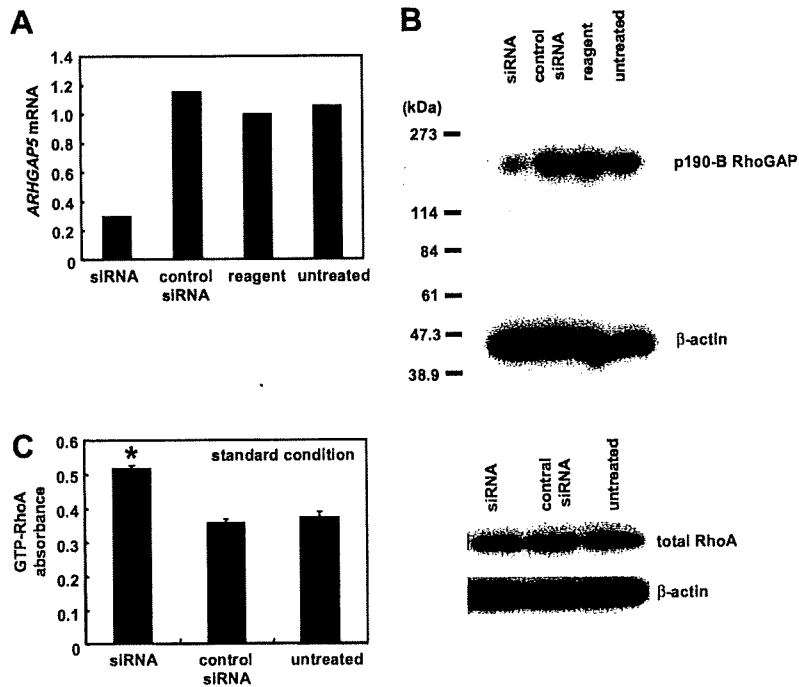 A
1.4
1.2
1.0
0.8
0.6
0.4
0.2
0
ARHGAP5 mRNA
siRNA
control
siRNA
reagent
untreated
B
siRNA
control
siRNA
reagent
untreated
(kDa)
273
114
84
61
47.3
38.9
p190-B RhoGAP
β-actin
C
0.6
0.5
0.4
0.3
0.4
0.2
0.1
0
GTP-RhoA
absorbance
*
standard condition
siRNA
control
siRNA
untreated
siRNA
control
siRNA
untreated
total RhoA
β-actin